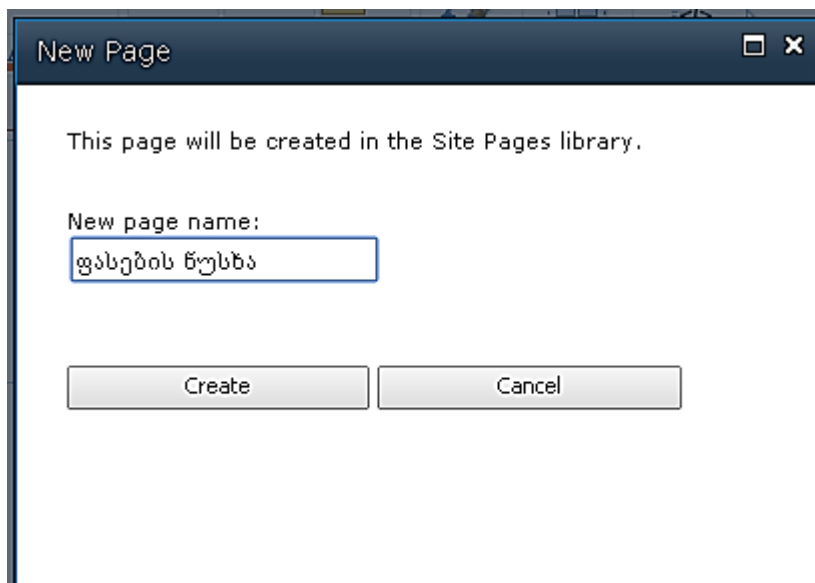 New Page
This page will be created in the Site Pages library.
New page name:
ფასების ნუსხა
Create Cancel